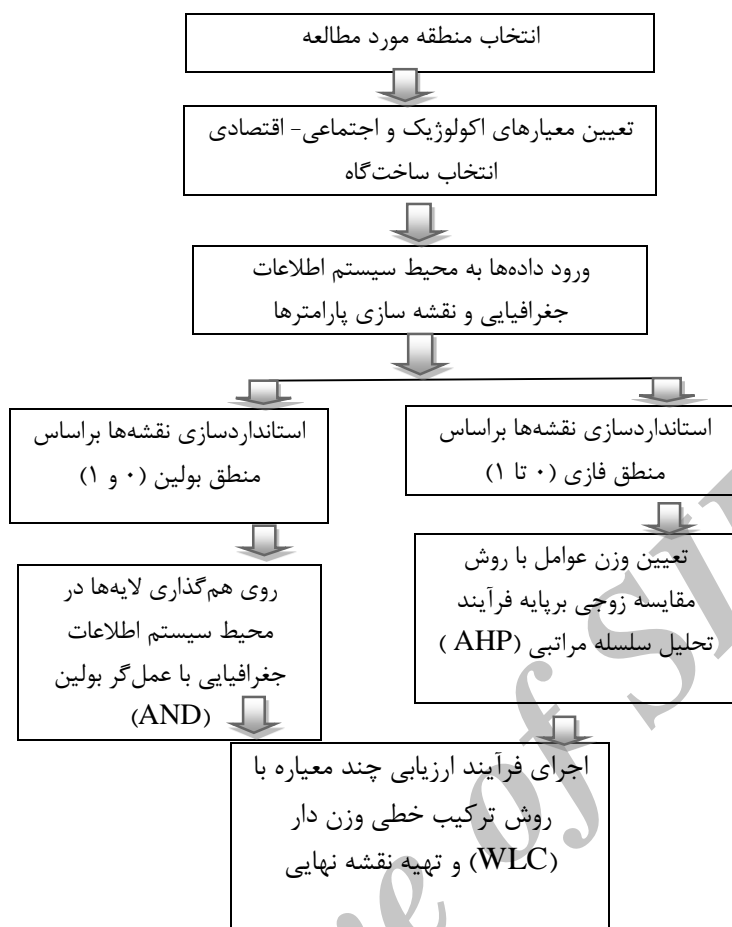 انتخاب منطقه مورد مطالعه
تعیین معیارهای اکولوژیک و اجتماعی- اقتصادی
انتخاب ساخت‌گاه
ورود داده‌ها به محیط سیستم اطلاعات
جغرافیایی و نقشه سازی پارامترها
استانداردسازی نقشه‌ها براساس
منطق فازی (۰ تا ۱)
استانداردسازی نقشه‌ها براساس
منطق بولین (۰ و ۱)
تعیین وزن عوامل با روش
مقایسه زوجی برپایه فرآیند
تحلیل سلسله مراتبی (AHP )
روی هم‌گذاری لایه‌ها در
محیط سیستم اطلاعات
جغرافیایی با عمل‌گر بولین
(AND)
اجرای فرآیند ارزیابی چند معیاره با
روش ترکیب خطی وزن دار
(WLC) و تهیه نقشه نهایی